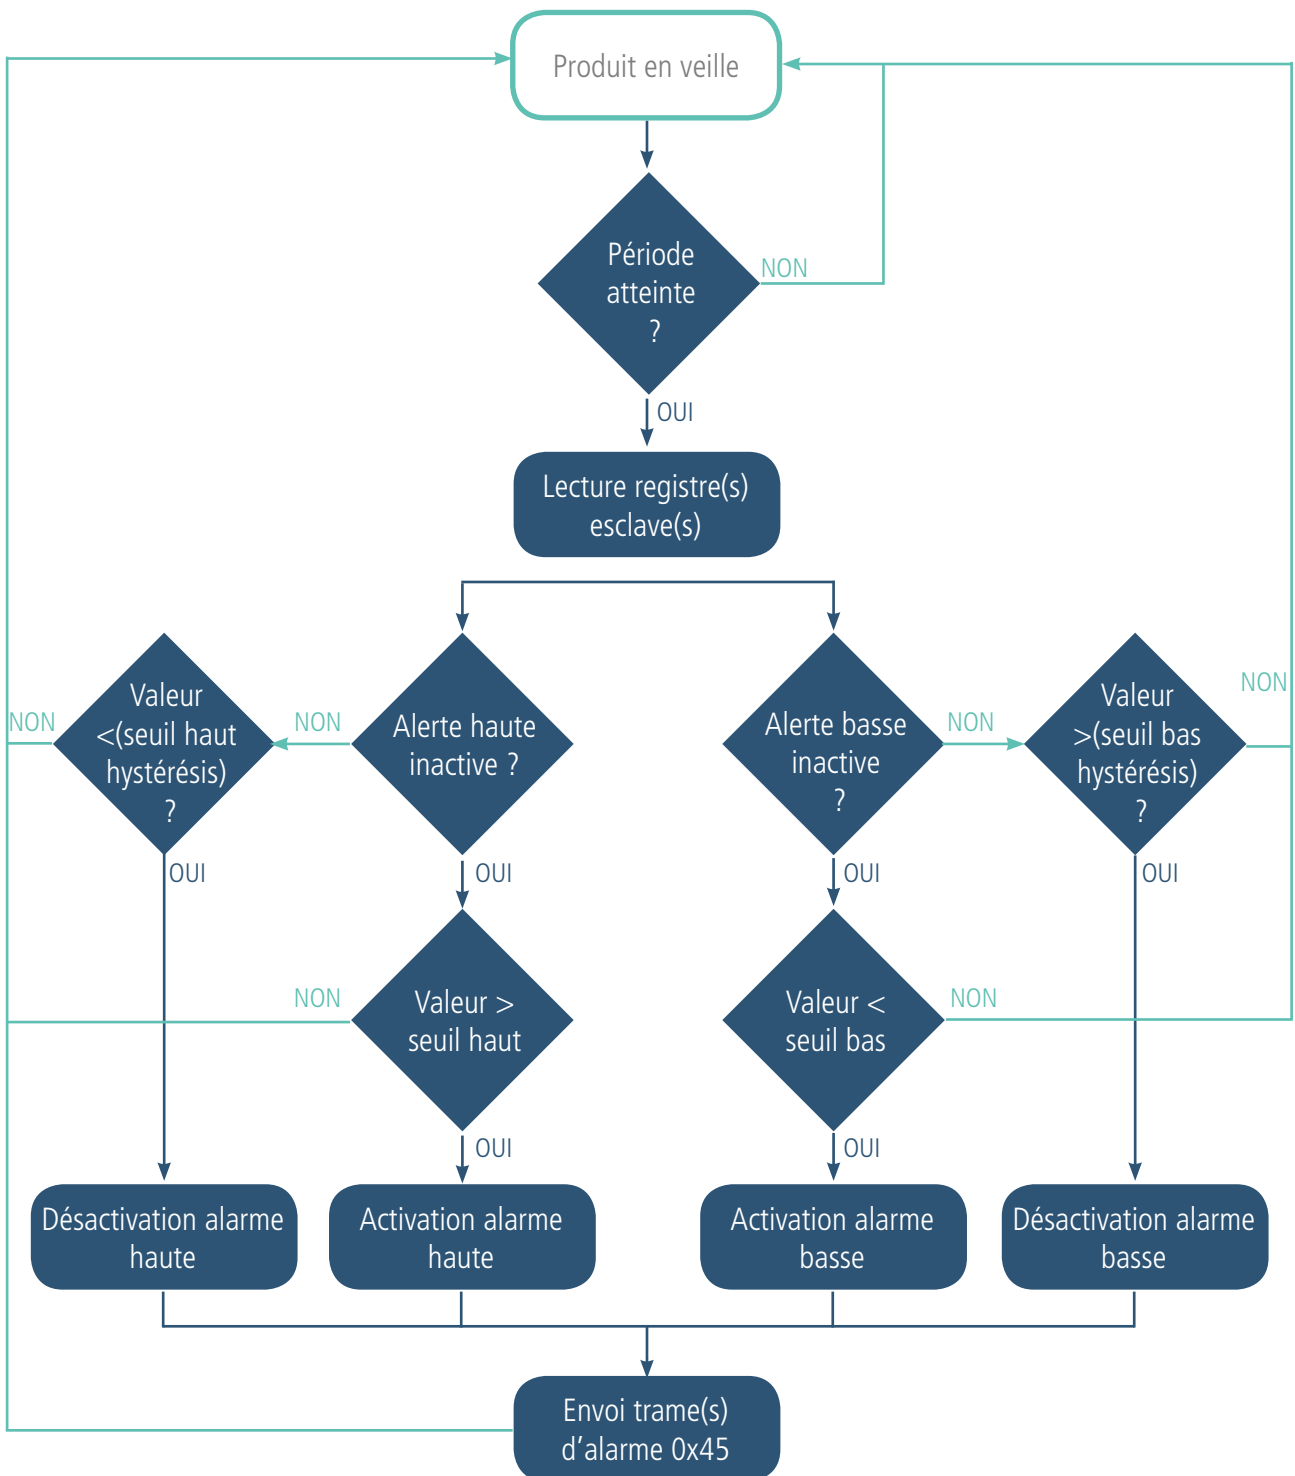 Produit en veille
Période
atteinte
?
NON
OUI
Lecture registre(s)
esclave(s)
Valeur
<(seuil haut
hystérésis)
?
NON
NON
Alerte haute
inactive ?
Alerte basse
inactive
?
NON
Valeur
>(seuil bas
hystérésis)
?
NON
OUI
OUI
OUI
OUI
NON
Valeur >
seuil haut
Valeur <
seuil bas
NON
OUI
OUI
Désactivation alarme
haute
Activation alarme
haute
Activation alarme
basse
Désactivation alarme
basse
Envoi trame(s)
d'alarme 0x45